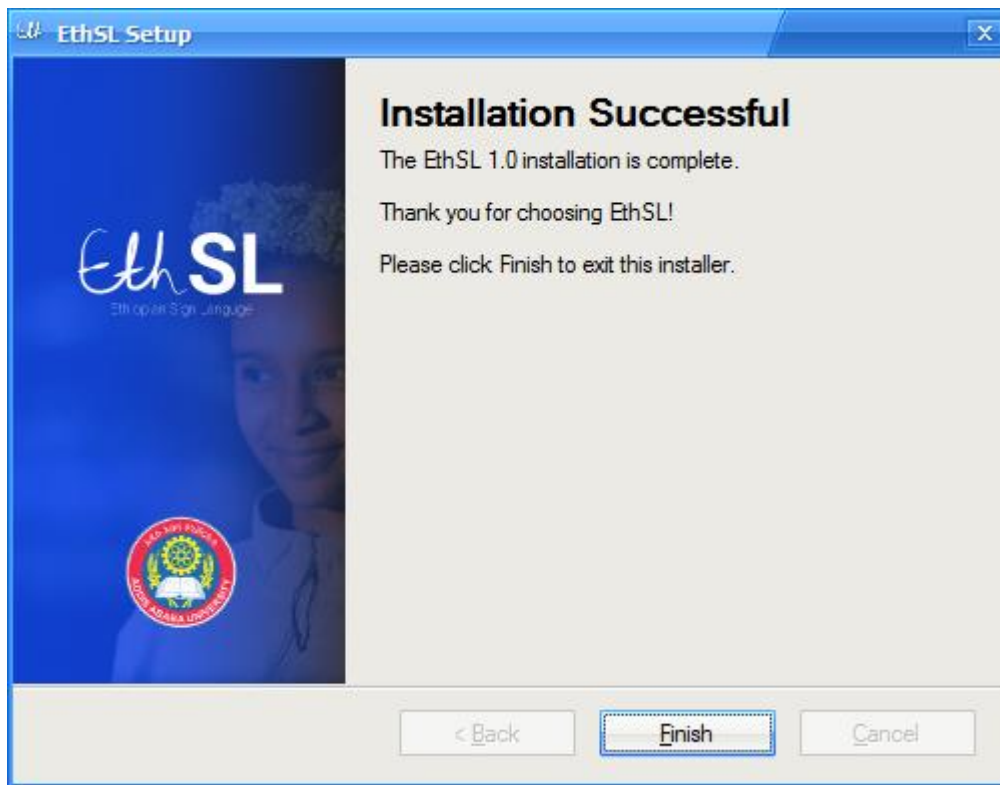 EthSL Setup
Installation Successful
The EthSL 1.0 installation is complete.
Thank you for choosing EthSL!
Please click Finish to exit this installer.
EthSL
Ethiopian Sign Languge
ADDIS ABABA UNIVERSITY
< Back
Finish
Cancel